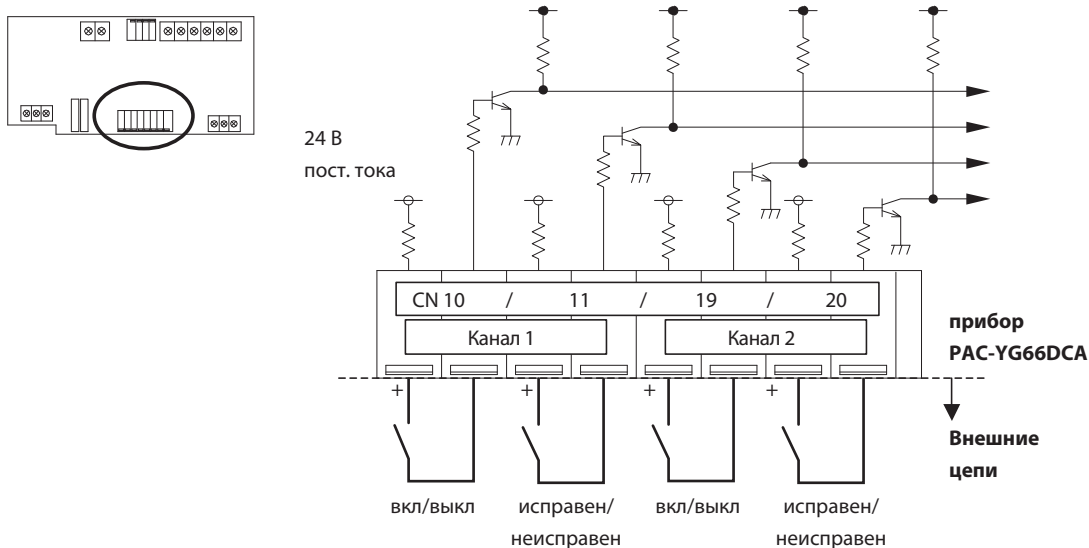 24 В
пост. тока
CN 10 / 11 / 19 / 20
Канал 1 Канал 2
прибор
PAC-YG66DCA
+ + + +
Внешние
цепи
вкл/выкл исправен/ вкл/выкл исправен/
неисправен неисправен